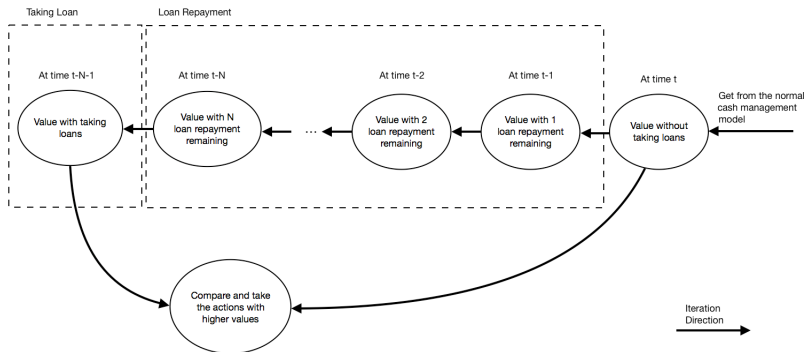 Taking Loan
Loan Repayment
At time t-N-1
At time t-N
At time t-2
At time t-1
At time t
Value with taking
loans
Value with N
loan repayment
remaining
...
Value with 2
loan repayment
remaining
Value with 1
loan repayment
remaining
Value without
taking loans
Get from the normal
cash management
model
Compare and take
the actions with
higher values
Iteration
Direction